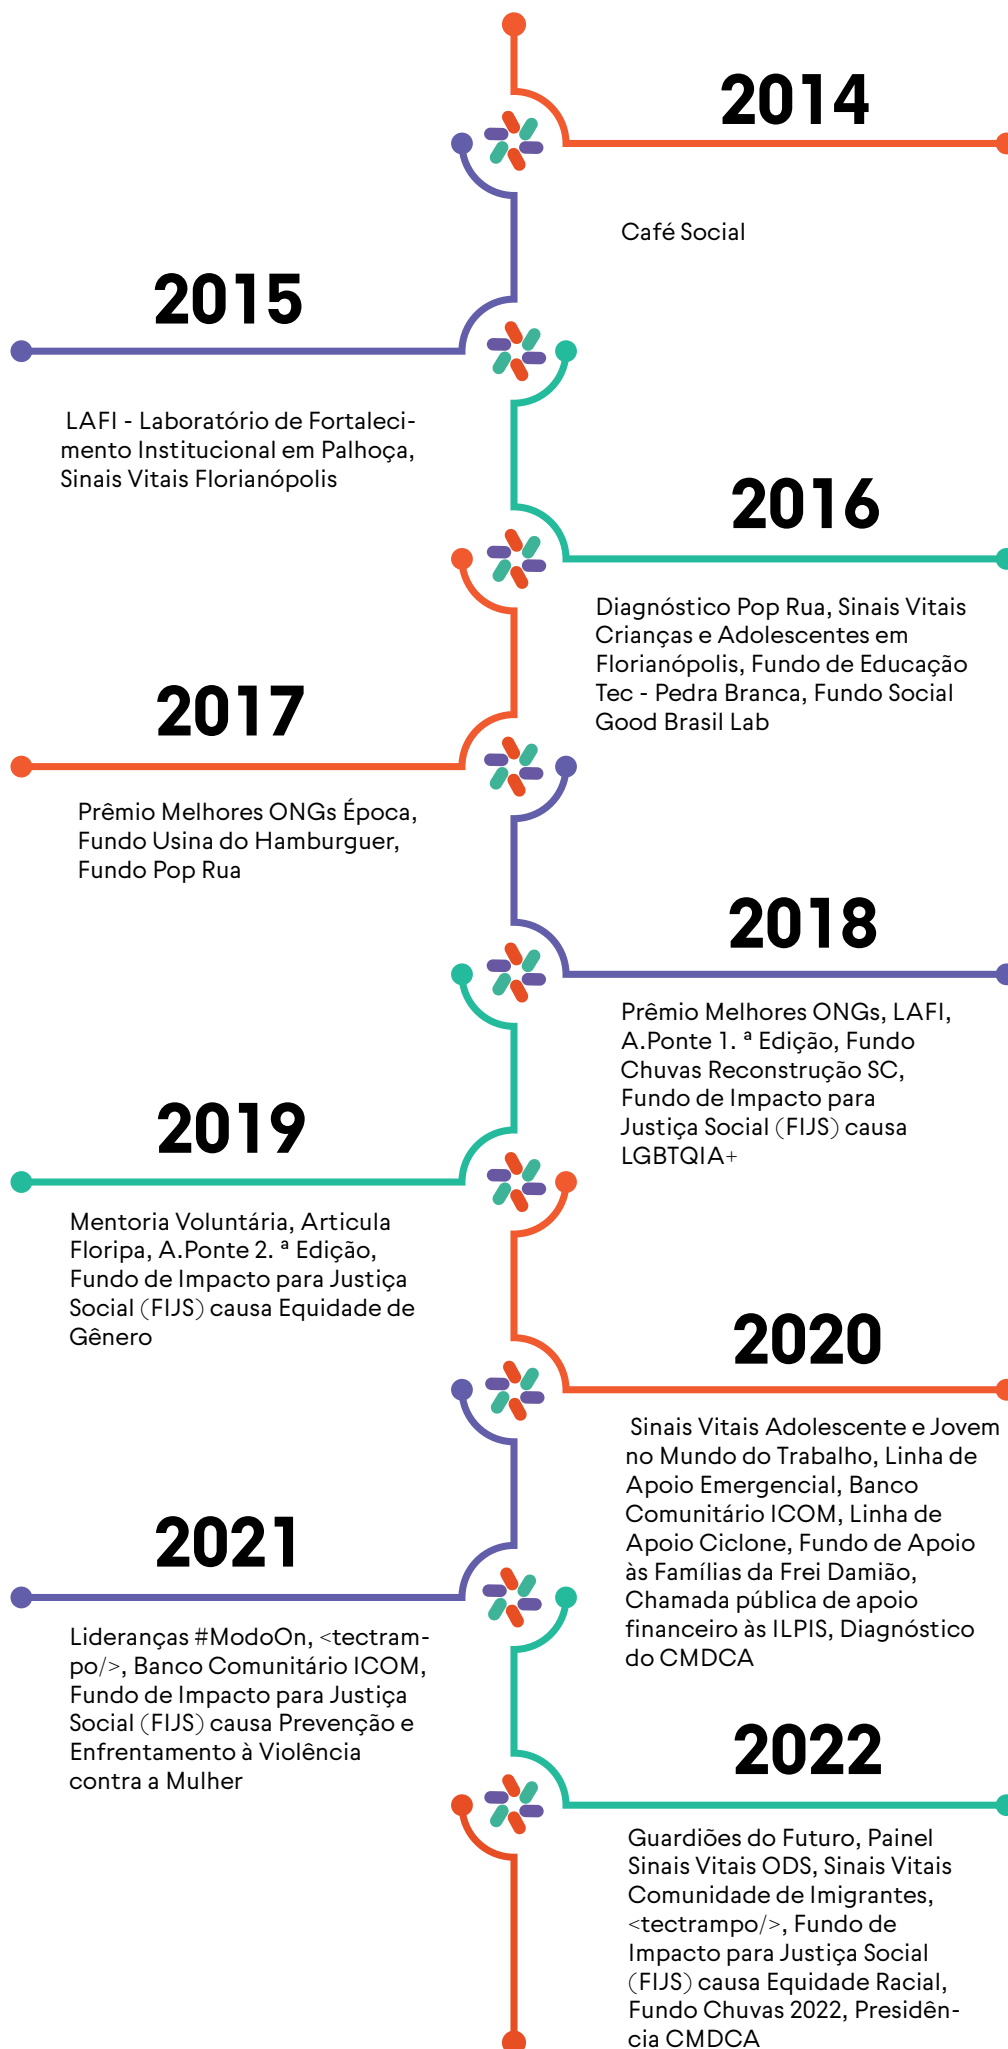 2014
Café Social
2015
LAFI - Laboratório de Fortaleci-
mento Institucional em Palhoça,
Sinais Vitais Florianópolis
2016
Diagnóstico Pop Rua, Sinais Vitais
Crianças e Adolescentes em
Florianópolis, Fundo de Educação
Tec - Pedra Branca, Fundo Social
Good Brasil Lab
2017
Prêmio Melhores ONGs Época,
Fundo Usina do Hamburguer,
Fundo Pop Rua
2018
Prêmio Melhores ONGs, LAFI,
A.Ponte 1. ª Edição, Fundo
Chuvas Reconstrução SC,
Fundo de Impacto para
Justiça Social (FIJS) causa
LGBTQIA+
2019
Mentoria Voluntária, Articula
Floripa, A.Ponte 2. ª Edição,
Fundo de Impacto para Justiça
Social (FIJS) causa Equidade de
Gênero
2020
Sinais Vitais Adolescente e Jovem
no Mundo do Trabalho, Linha de
Apoio Emergencial, Banco
Comunitário ICOM, Linha de
Apoio Ciclone, Fundo de Apoio
às Famílias da Frei Damião,
Chamada pública de apoio
financeiro às ILPIS, Diagnóstico
do CMDCA
2021
Lideranças #ModoOn, <tectram-
po/>, Banco Comunitário ICOM,
Fundo de Impacto para Justiça
Social (FIJS) causa Prevenção e
Enfrentamento à Violência
contra a Mulher
2022
Guardiões do Futuro, Painel
Sinais Vitais ODS, Sinais Vitais
Comunidade de Imigrantes,
<tectrampo/>, Fundo de
Impacto para Justiça Social
(FIJS) causa Equidade Racial,
Fundo Chuvas 2022, Presidên-
cia CMDCA